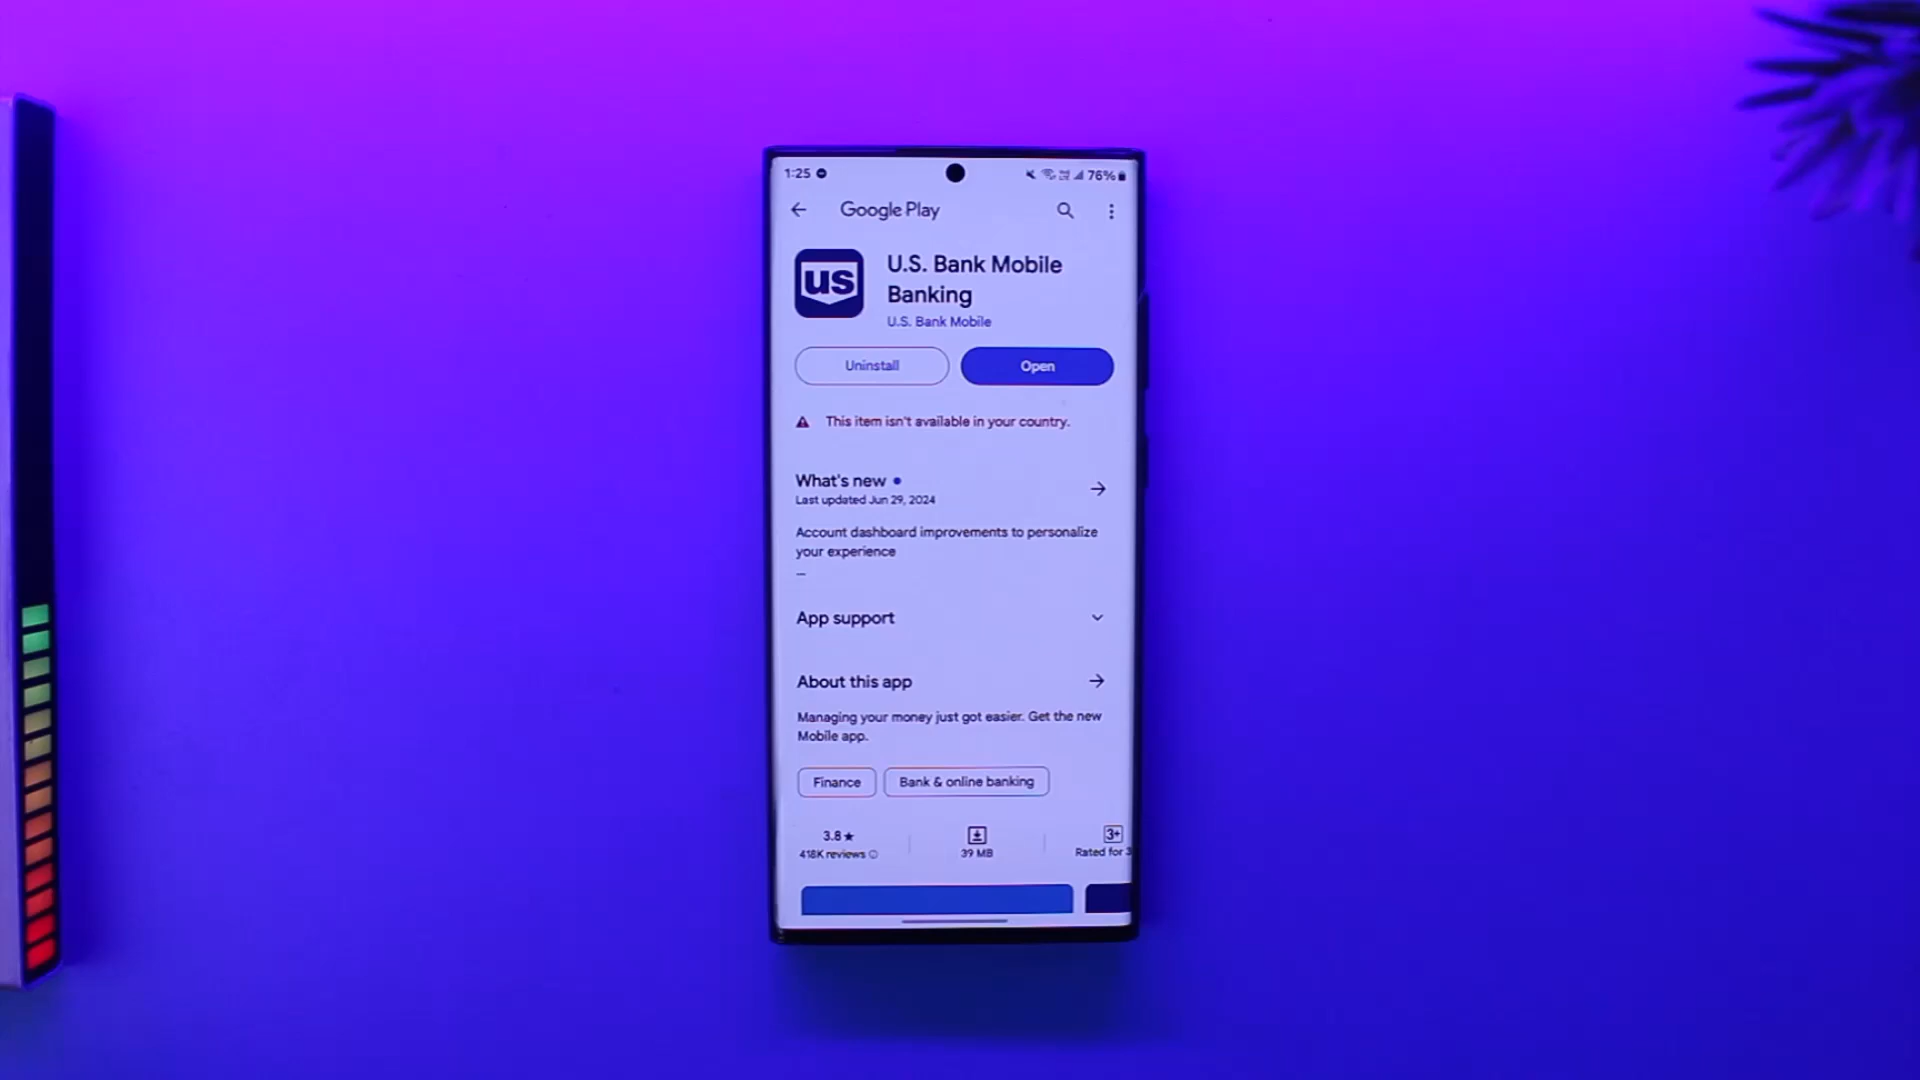 1:25
76%
Google Play
us
U.S. Bank Mobile
Banking
U.S. Bank Mobile
Uninstall
Open
This item isn't available in your country.
What's new
Last updated Jun 29, 2024
Account dashboard improvements to personalize
your experience
...
App support
About this app
Managing your money just got easier. Get the new
Mobile app.
Finance
Bank & online banking
3.8★
3+
418K reviews
39 MB
Rated for 3